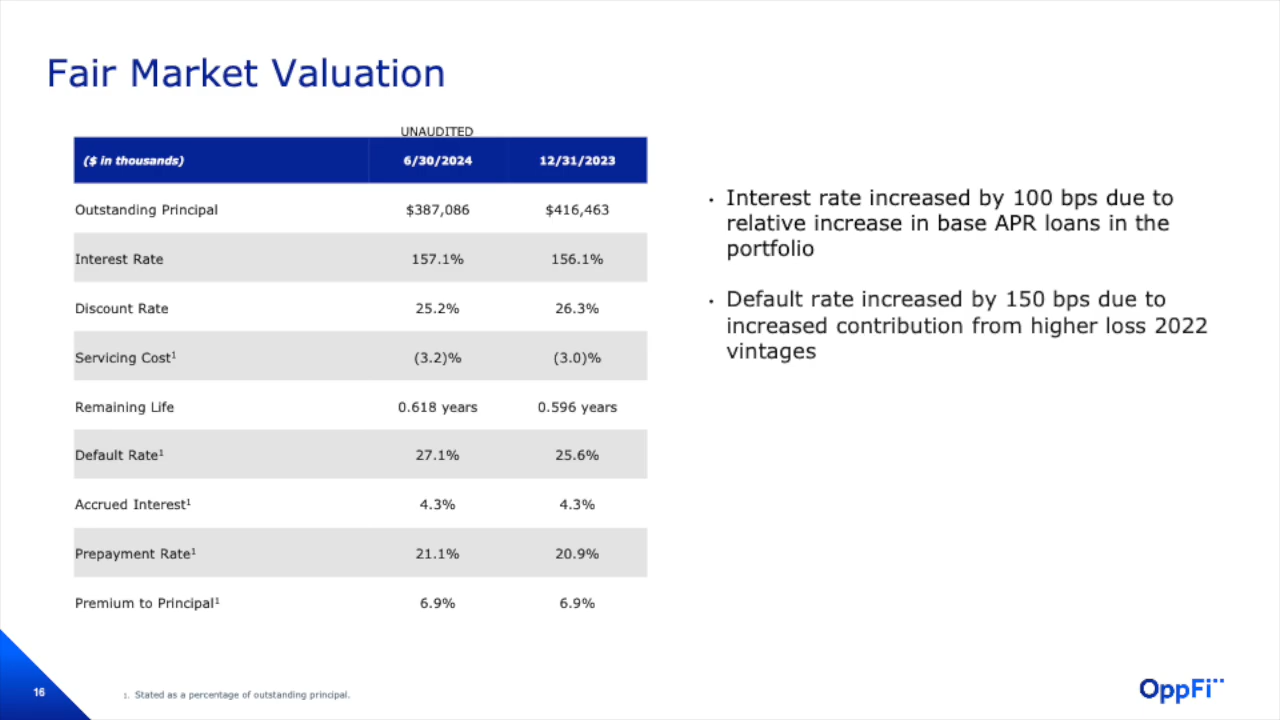 Fair Market Valuation
UNAUDITED
($ in thousands) 6/30/2024 12/31/2023
Outstanding Principal $387,086 $416,463
Interest Rate 157.1% 156.1%
Discount Rate 25.2% 26.3%
Servicing Cost¹ (3.2)% (3.0)%
Remaining Life 0.618 years 0.596 years
Default Rate¹ 27.1% 25.6%
Accrued Interest¹ 4.3% 4.3%
Prepayment Rate¹ 21.1% 20.9%
Premium to Principal¹ 6.9% 6.9%
• Interest rate increased by 100 bps due to
relative increase in base APR loans in the
portfolio
• Default rate increased by 150 bps due to
increased contribution from higher loss 2022
vintages
16
1. Stated as a percentage of outstanding principal.
OppFi